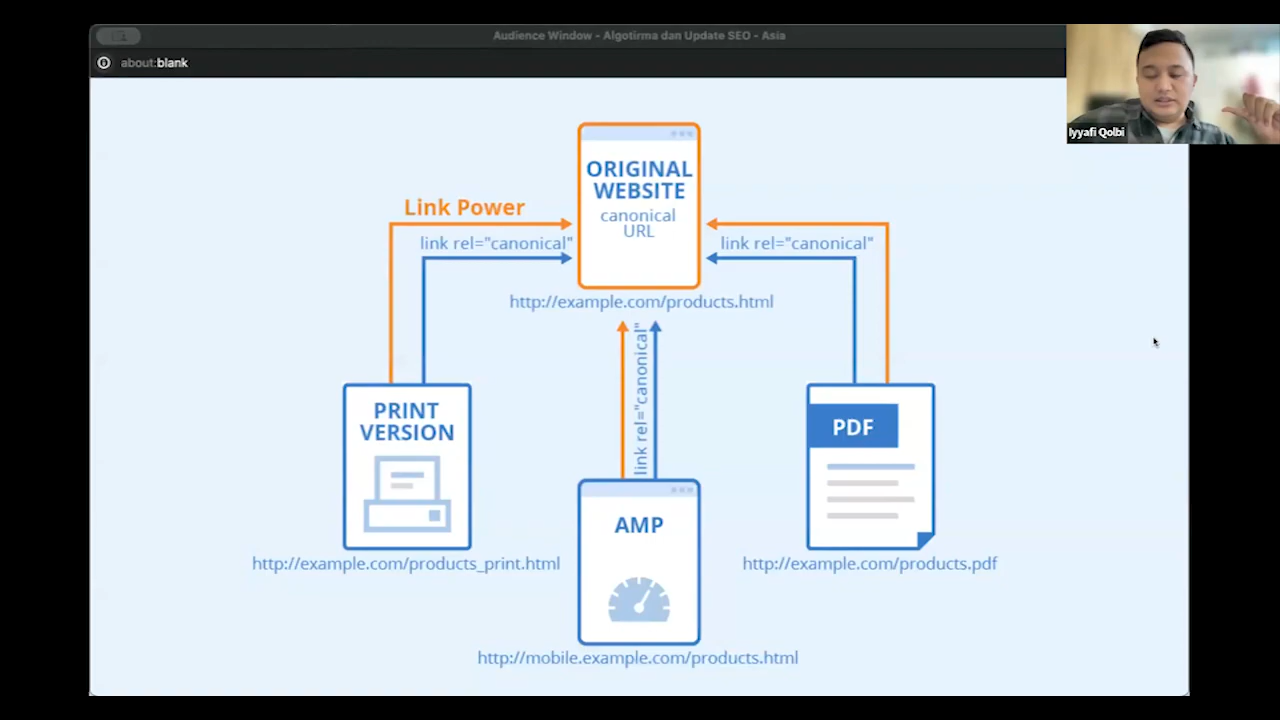 Audience Window - Algotirma dan Update SEO - Asia
about:blank
Iyyafi Qolbi
ORIGINAL
WEBSITE
canonical
URL
Link Power
link rel="canonical"
link rel="canonical"
http://example.com/products.html
link rel="canonical"
PRINT
VERSION
PDF
AMP
http://example.com/products_print.html
http://example.com/products.pdf
http://mobile.example.com/products.html